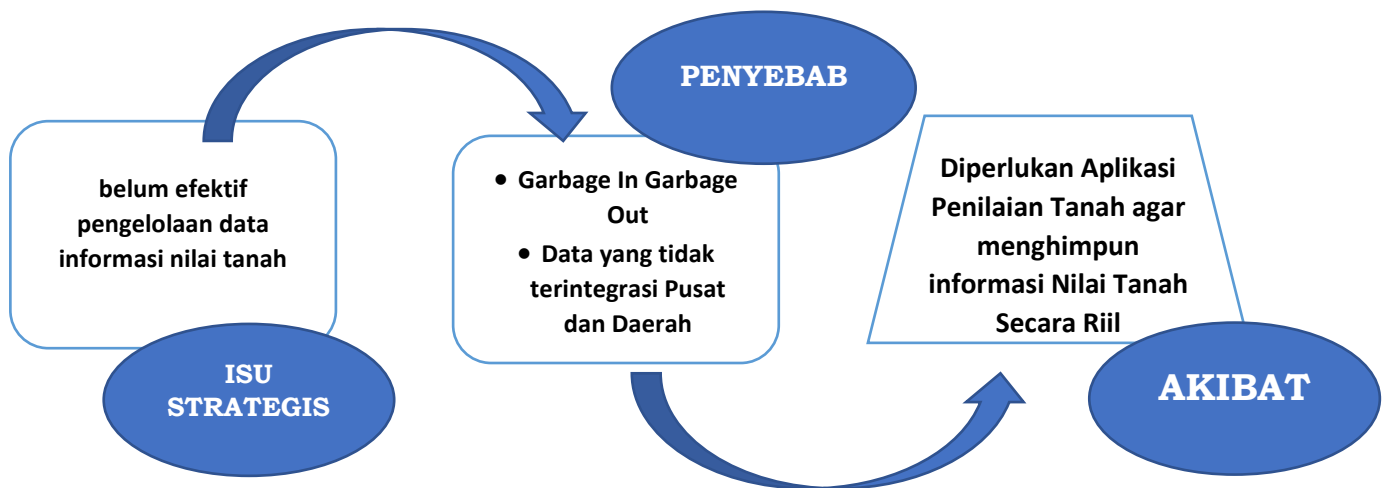 belum efektif
pengelolaan data
informasi nilai tanah
ISU
STRATEGIS
PENYEBAB
• Garbage In Garbage
Out
• Data yang tidak
terintegrasi Pusat
dan Daerah
Diperlukan Aplikasi
Penilaian Tanah agar
menghimpun
informasi Nilai Tanah
Secara Riil
AKIBAT